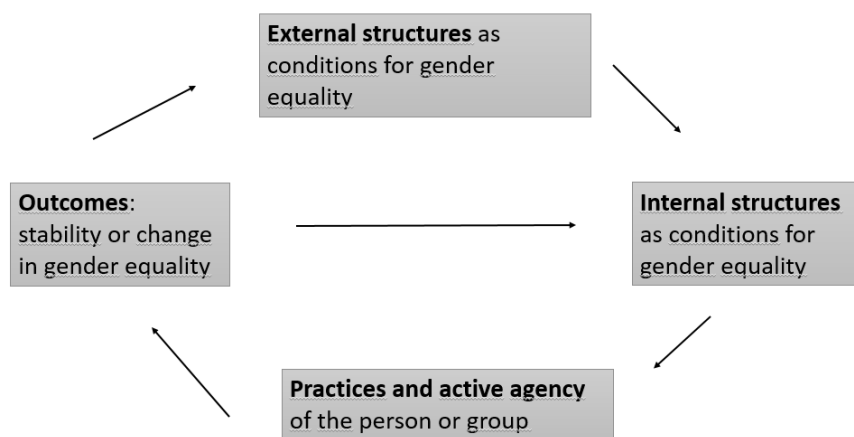 External structures as
conditions for gender
equality
Outcomes:
stability or change
in gender equality
Internal structures
as conditions for
gender equality
Practices and active agency
of the person or group